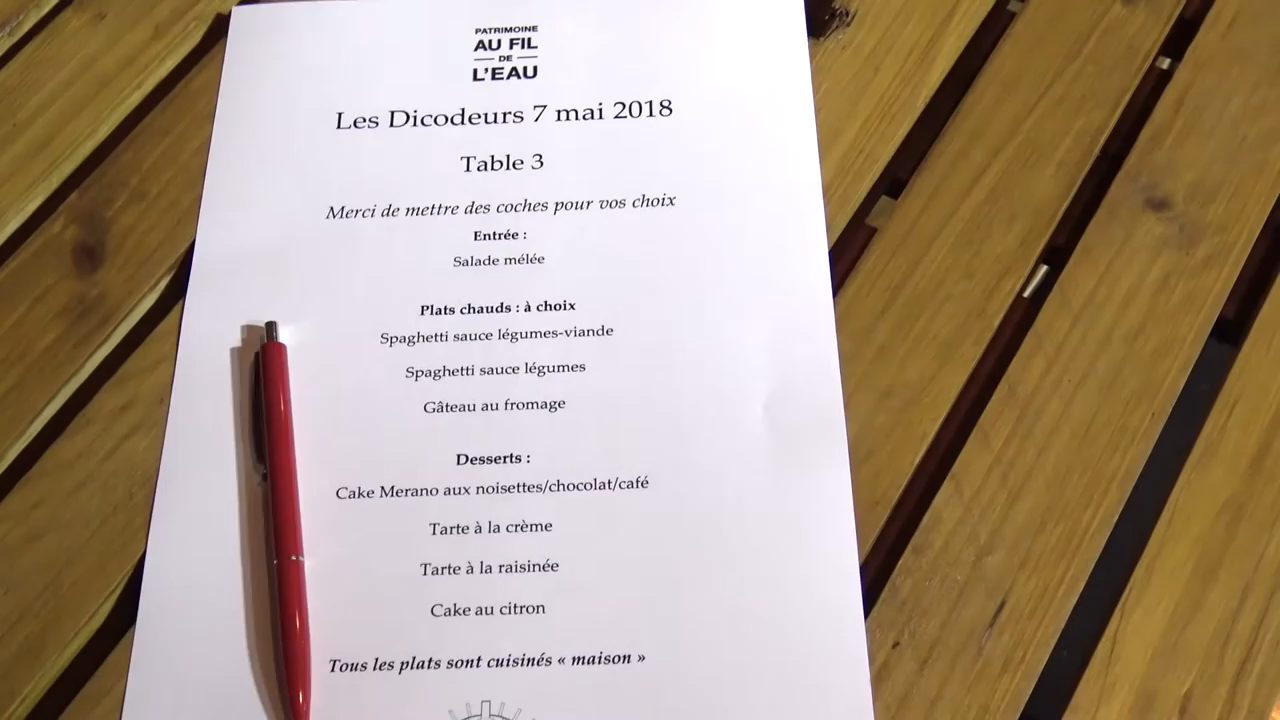 PATRIMOINE
AU FIL
DE
L'EAU
Les Dicodeurs 7 mai 2018
Table 3
Merci de mettre des coches pour vos choix
Entrée :
Salade mélée
Plats chauds : à choix
Spaghetti sauce légumes-viande
Spaghetti sauce légumes
Gâteau au fromage
Desserts :
Cake Merano aux noisettes/chocolat/café
Tarte à la crème
Tarte à la raisinée
Cake au citron
Tous les plats sont cuisinés « maison »